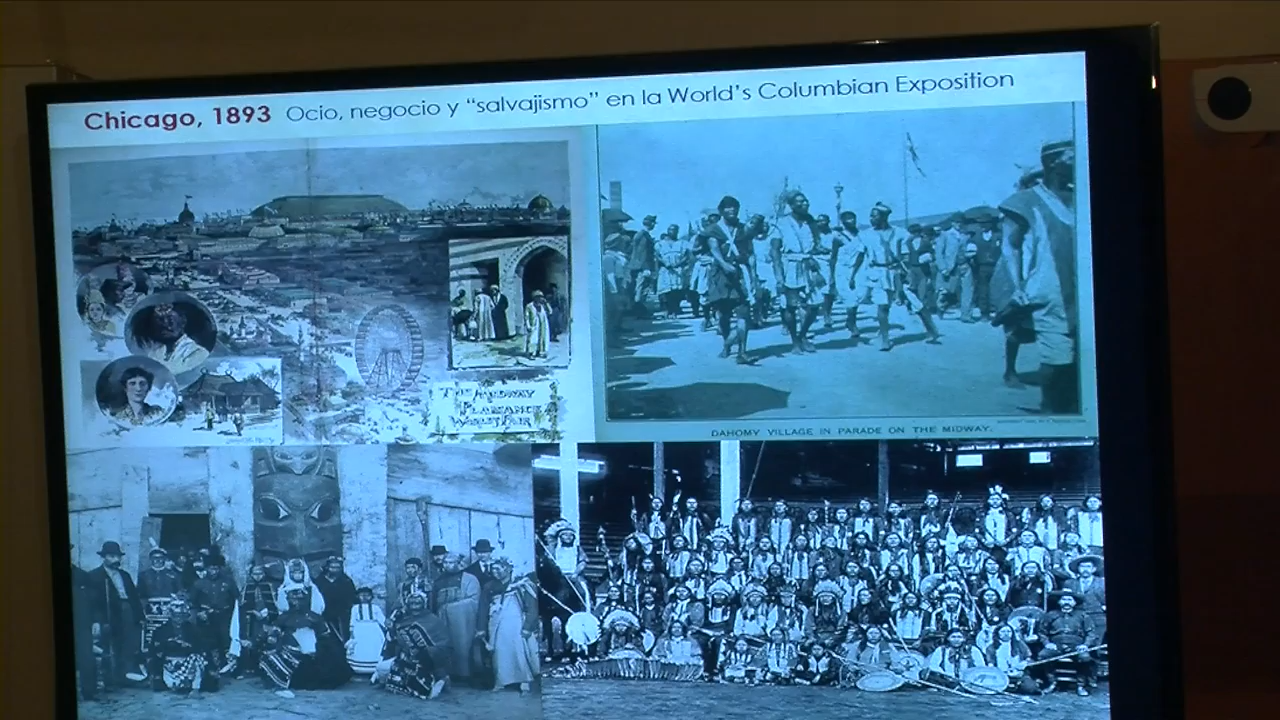 Chicago, 1893 Ocio, negocio y “salvajismo” en la World’s Columbian Exposition
THE MIDWAY
PLAISANCE
WORLD'S FAIR
DAHOMY VILLAGE IN PARADE ON THE MIDWAY.